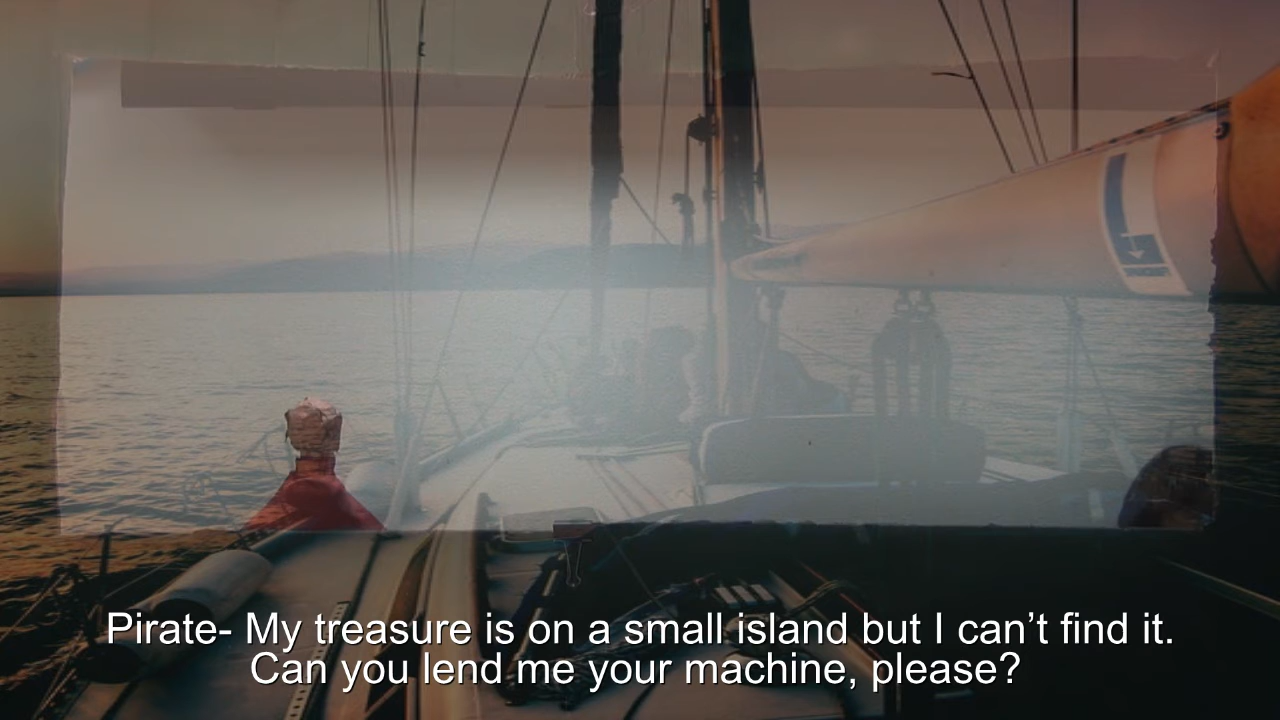 Pirate- My treasure is on a small island but I can’t find it.
Can you lend me your machine, please?